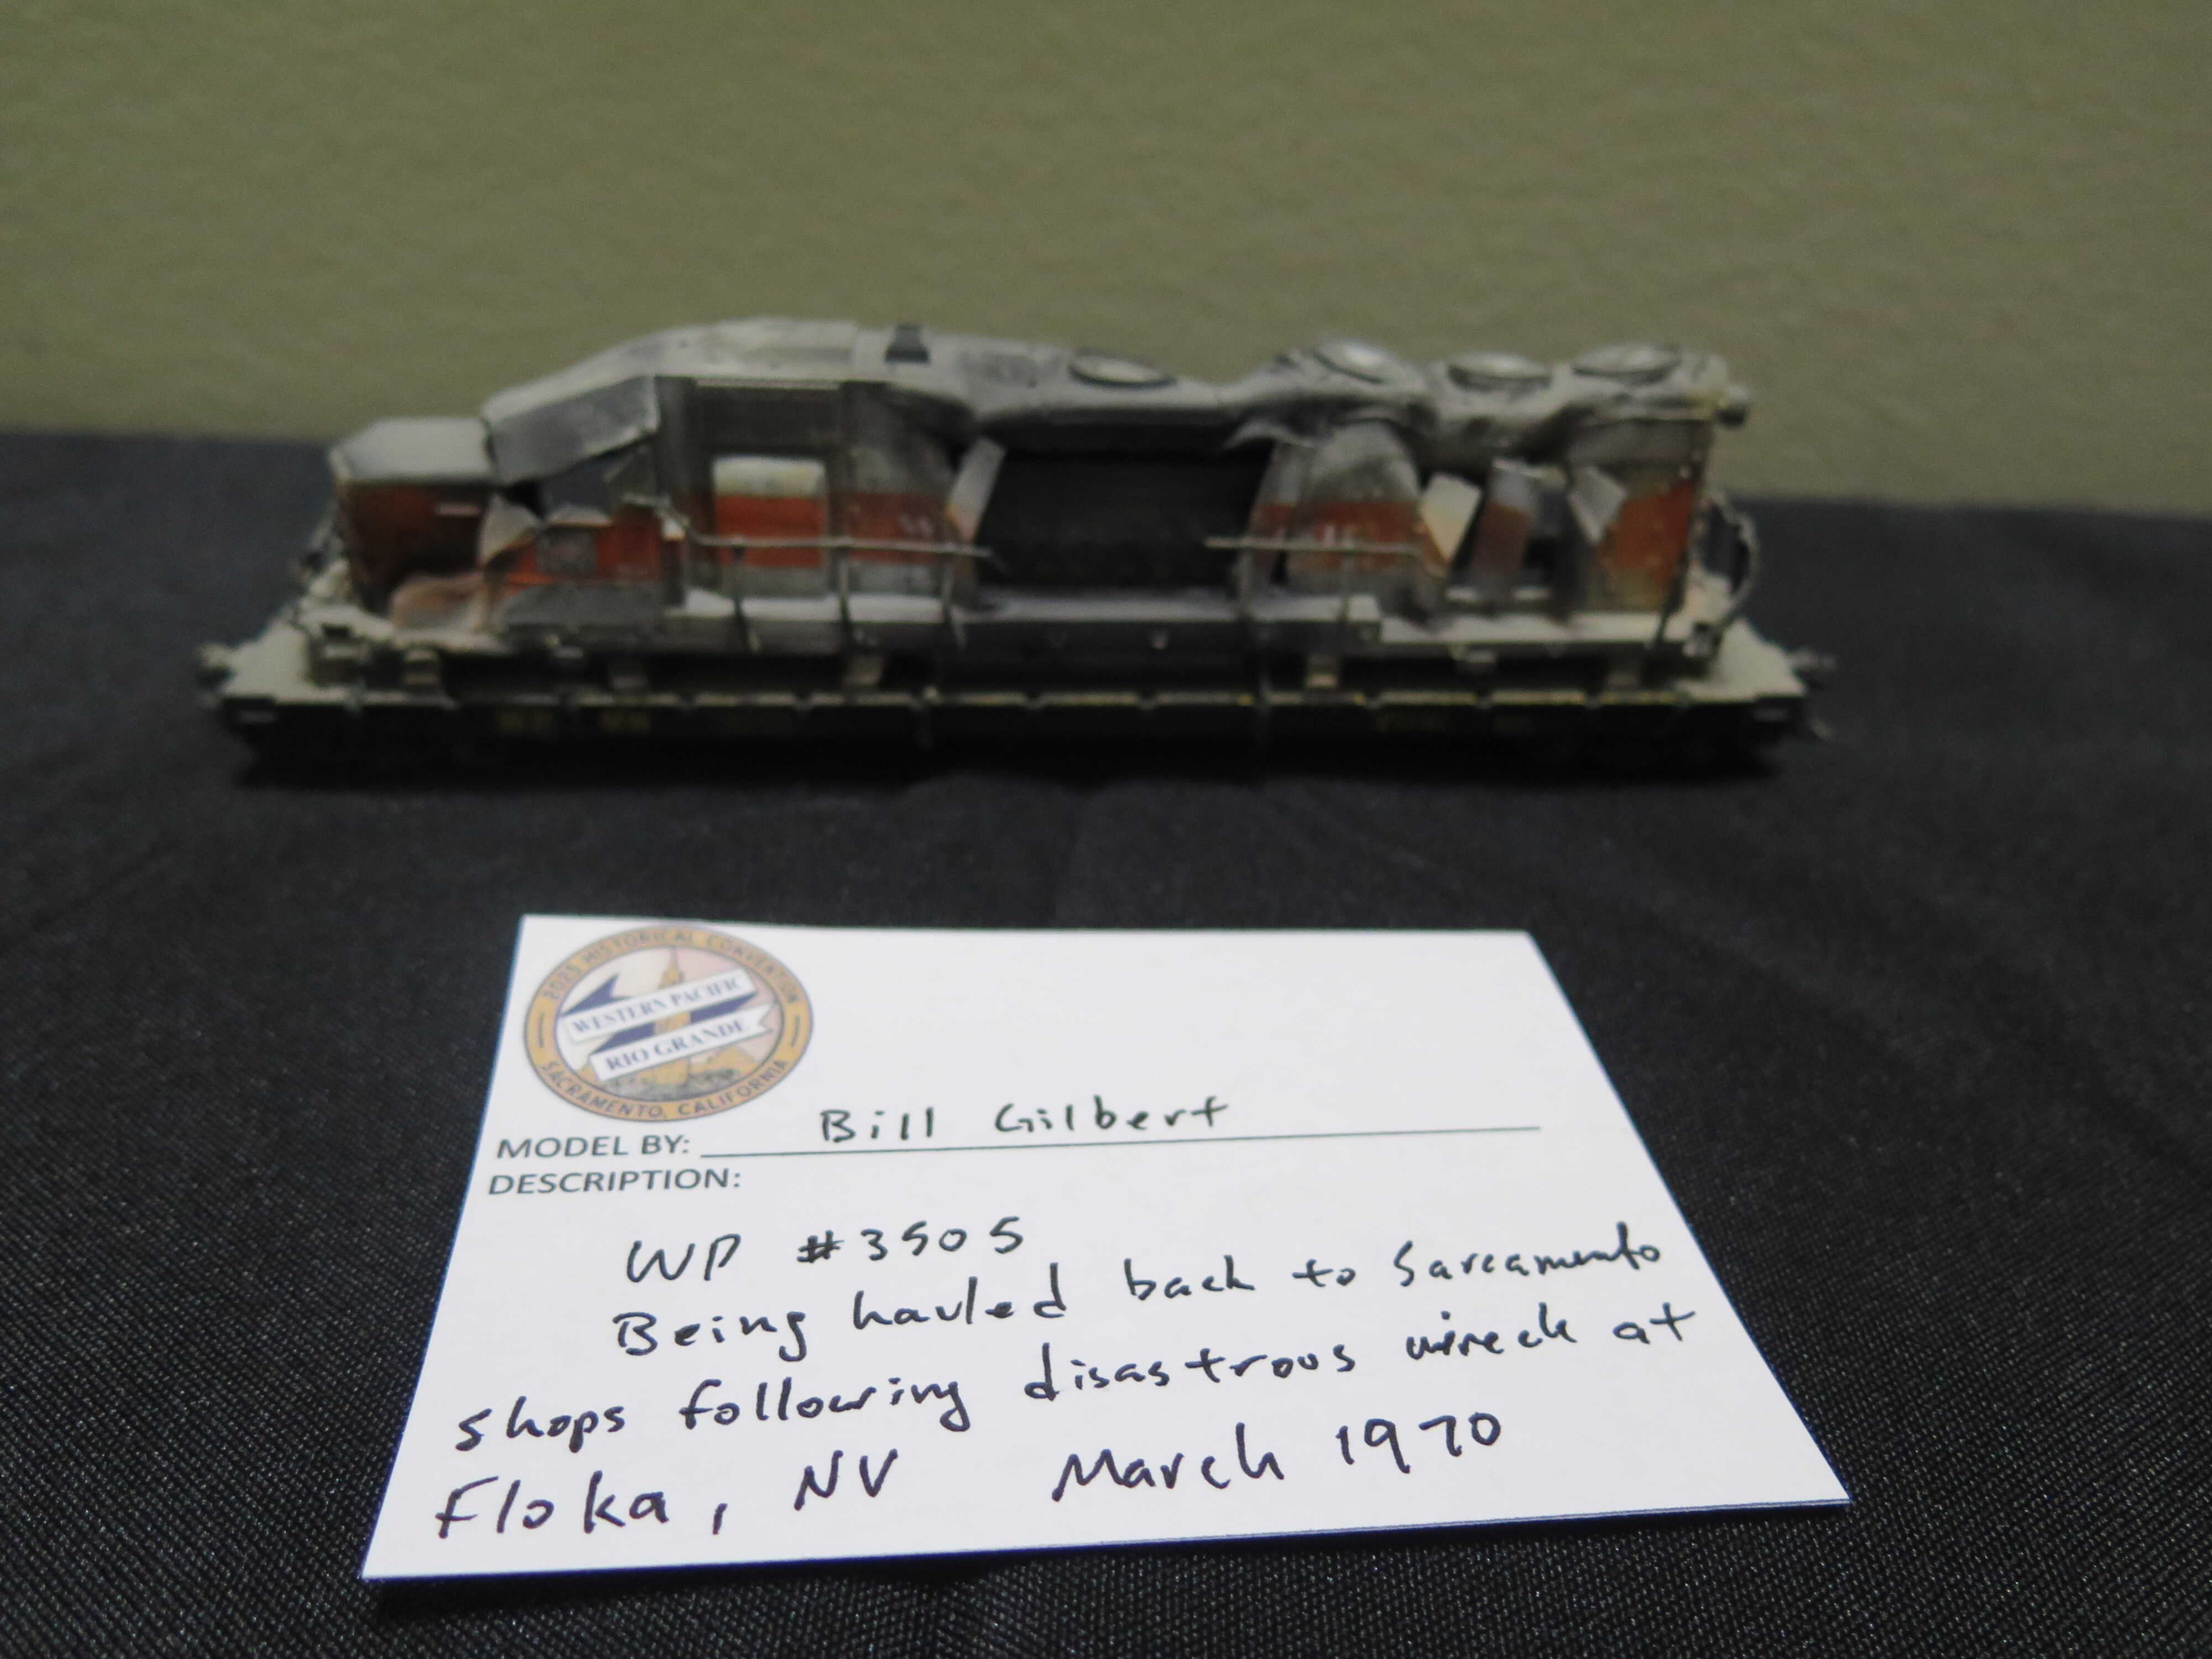 2025 HISTORICAL CONVENTION
WESTERN PACIFIC
RIO GRANDE
SACRAMENTO, CALIFORNIA
MODEL BY: Bill Gilbert
DESCRIPTION:
WP #3505
Being hauled back to Sarcamento
shops following disastrous wreck at
Floka, NV March 1970